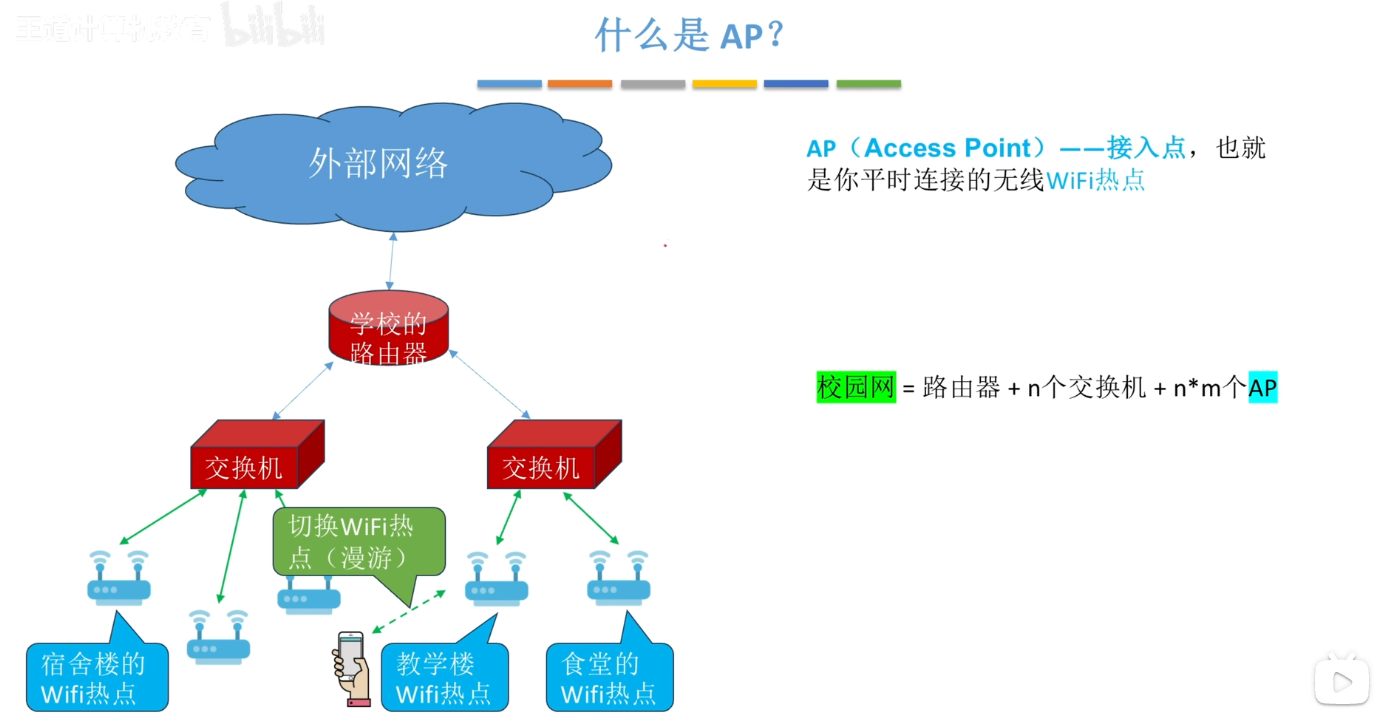 王道计算机教育 bilibili
什么是 AP？
外部网络
AP（Access Point）——接入点，也就
是你平时连接的无线WiFi热点
学校的
路由器
校园网 = 路由器 + n个交换机 + n*m个AP
交换机
交换机
切换WiFi热
点（漫游）
宿舍楼的
Wifi热点
教学楼
Wifi热点
食堂的
Wifi热点